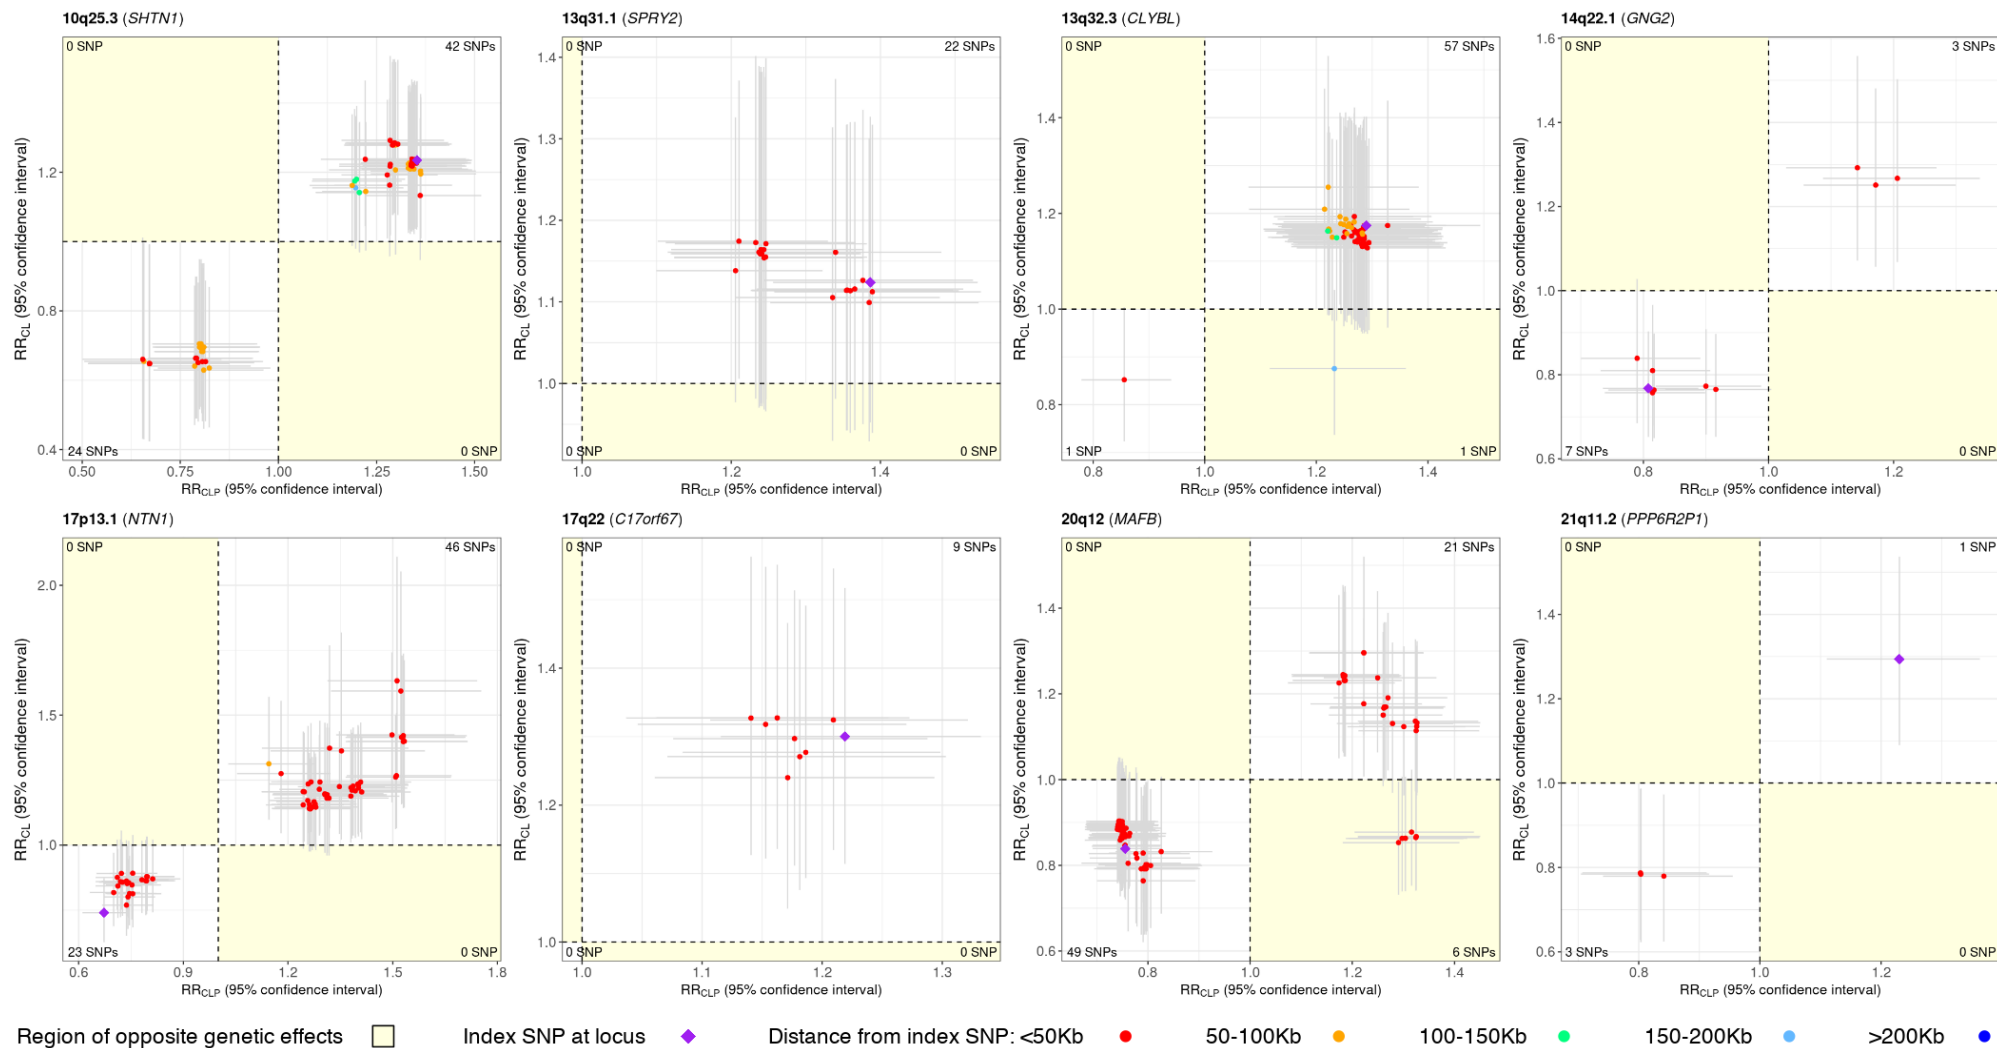 10q25.3 (SHTN1)
0 SNP
42 SNPs
1.2
0.8
0.4
24 SNPs
0 SNP
0.50
0.75
1.00
1.25
1.50
RRCL (95% confidence interval)
RRCLP (95% confidence interval)
13q31.1 (SPRY2)
0 SNP
22 SNPs
1.4
1.3
1.2
1.1
1.0
0 SNP
0 SNP
1.0
1.2
1.4
RRCL (95% confidence interval)
RRCLP (95% confidence interval)
13q32.3 (CLYBL)
0 SNP
57 SNPs
1.4
1.2
1.0
0.8
1 SNP
1 SNP
0.8
1.0
1.2
1.4
RRCL (95% confidence interval)
RRCLP (95% confidence interval)
14q22.1 (GNG2)
0 SNP
3 SNPs
1.6
1.4
1.2
1.0
0.8
0.6
7 SNPs
0 SNP
0.8
1.0
1.2
RRCL (95% confidence interval)
RRCLP (95% confidence interval)
17p13.1 (NTN1)
0 SNP
46 SNPs
2.0
1.5
1.0
23 SNPs
0 SNP
0.6
0.9
1.2
1.5
1.8
RRCL (95% confidence interval)
RRCLP (95% confidence interval)
17q22 (C17orf67)
0 SNP
9 SNPs
1.4
1.2
1.0
0 SNP
0 SNP
1.0
1.1
1.2
1.3
RRCL (95% confidence interval)
RRCLP (95% confidence interval)
20q12 (MAFB)
0 SNP
21 SNPs
1.4
1.2
1.0
0.8
0.6
49 SNPs
6 SNPs
0.8
1.0
1.2
1.4
RRCL (95% confidence interval)
RRCLP (95% confidence interval)
21q11.2 (PPP6R2P1)
0 SNP
1 SNP
1.4
1.2
1.0
0.8
0.6
3 SNPs
0 SNP
0.8
1.0
1.2
RRCL (95% confidence interval)
RRCLP (95% confidence interval)
Region of opposite genetic effects Index SNP at locus Distance from index SNP: <50Kb 50-100Kb 100-150Kb 150-200Kb >200Kb